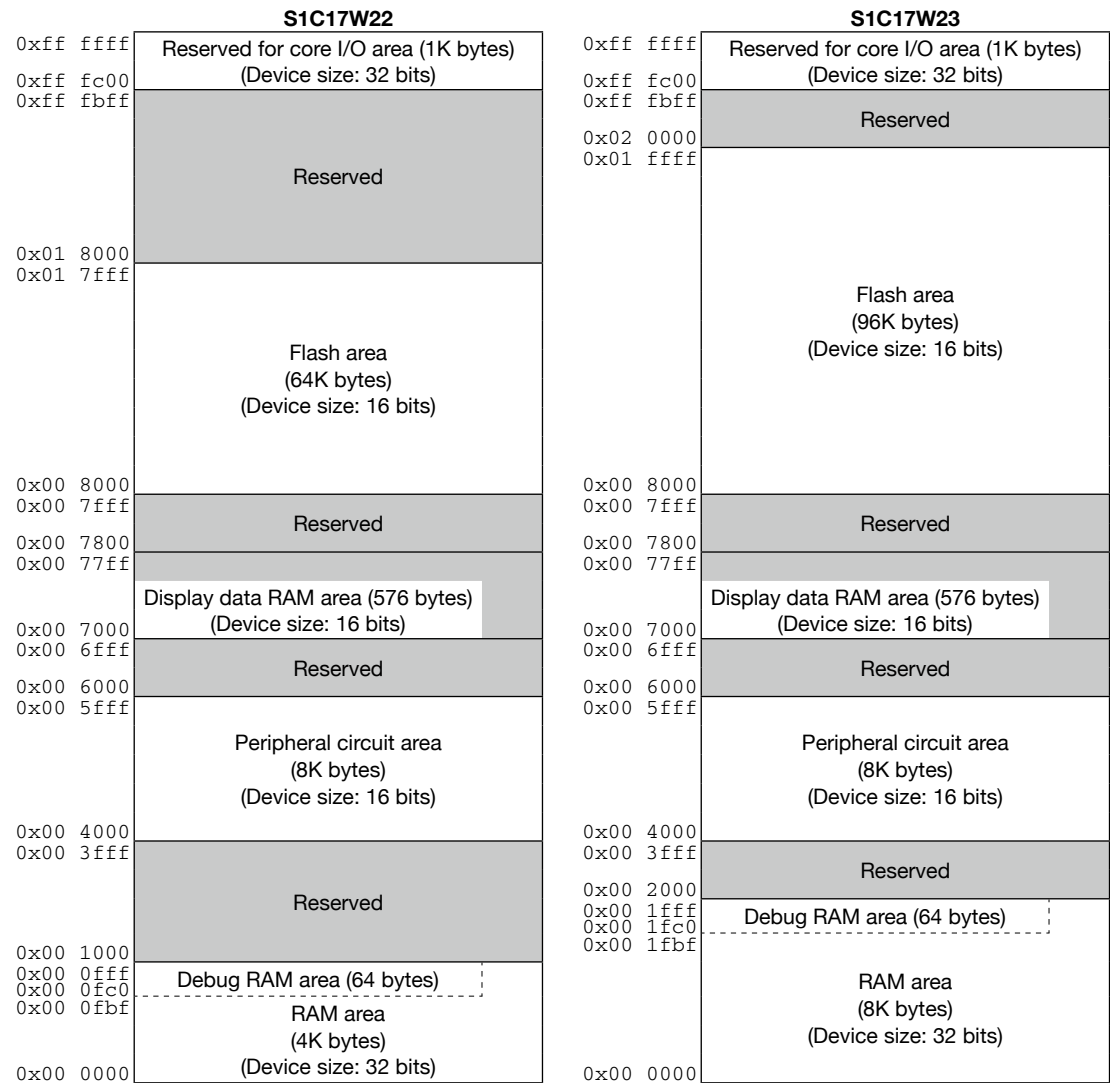 S1C17W22
0xff ffff
Reserved for core I/O area (1K bytes)
(Device size: 32 bits)
0xff fc00
0xff fbff
Reserved
0x01 8000
0x01 7fff
Flash area
(64K bytes)
(Device size: 16 bits)
0x00 8000
0x00 7fff
Reserved
0x00 7800
0x00 77ff
Display data RAM area (576 bytes)
(Device size: 16 bits)
0x00 7000
0x00 6fff
Reserved
0x00 6000
0x00 5fff
Peripheral circuit area
(8K bytes)
(Device size: 16 bits)
0x00 4000
0x00 3fff
Reserved
0x00 1000
0x00 0fff
Debug RAM area (64 bytes)
0x00 0fc0
0x00 0fbf
RAM area
(4K bytes)
(Device size: 32 bits)
0x00 0000
S1C17W23
0xff ffff
Reserved for core I/O area (1K bytes)
(Device size: 32 bits)
0xff fc00
0xff fbff
Reserved
0x02 0000
0x01 ffff
Flash area
(96K bytes)
(Device size: 16 bits)
0x00 8000
0x00 7fff
Reserved
0x00 7800
0x00 77ff
Display data RAM area (576 bytes)
(Device size: 16 bits)
0x00 7000
0x00 6fff
Reserved
0x00 6000
0x00 5fff
Peripheral circuit area
(8K bytes)
(Device size: 16 bits)
0x00 4000
0x00 3fff
Reserved
0x00 2000
0x00 1fff
Debug RAM area (64 bytes)
0x00 1fc0
0x00 1fbf
RAM area
(8K bytes)
(Device size: 32 bits)
0x00 0000